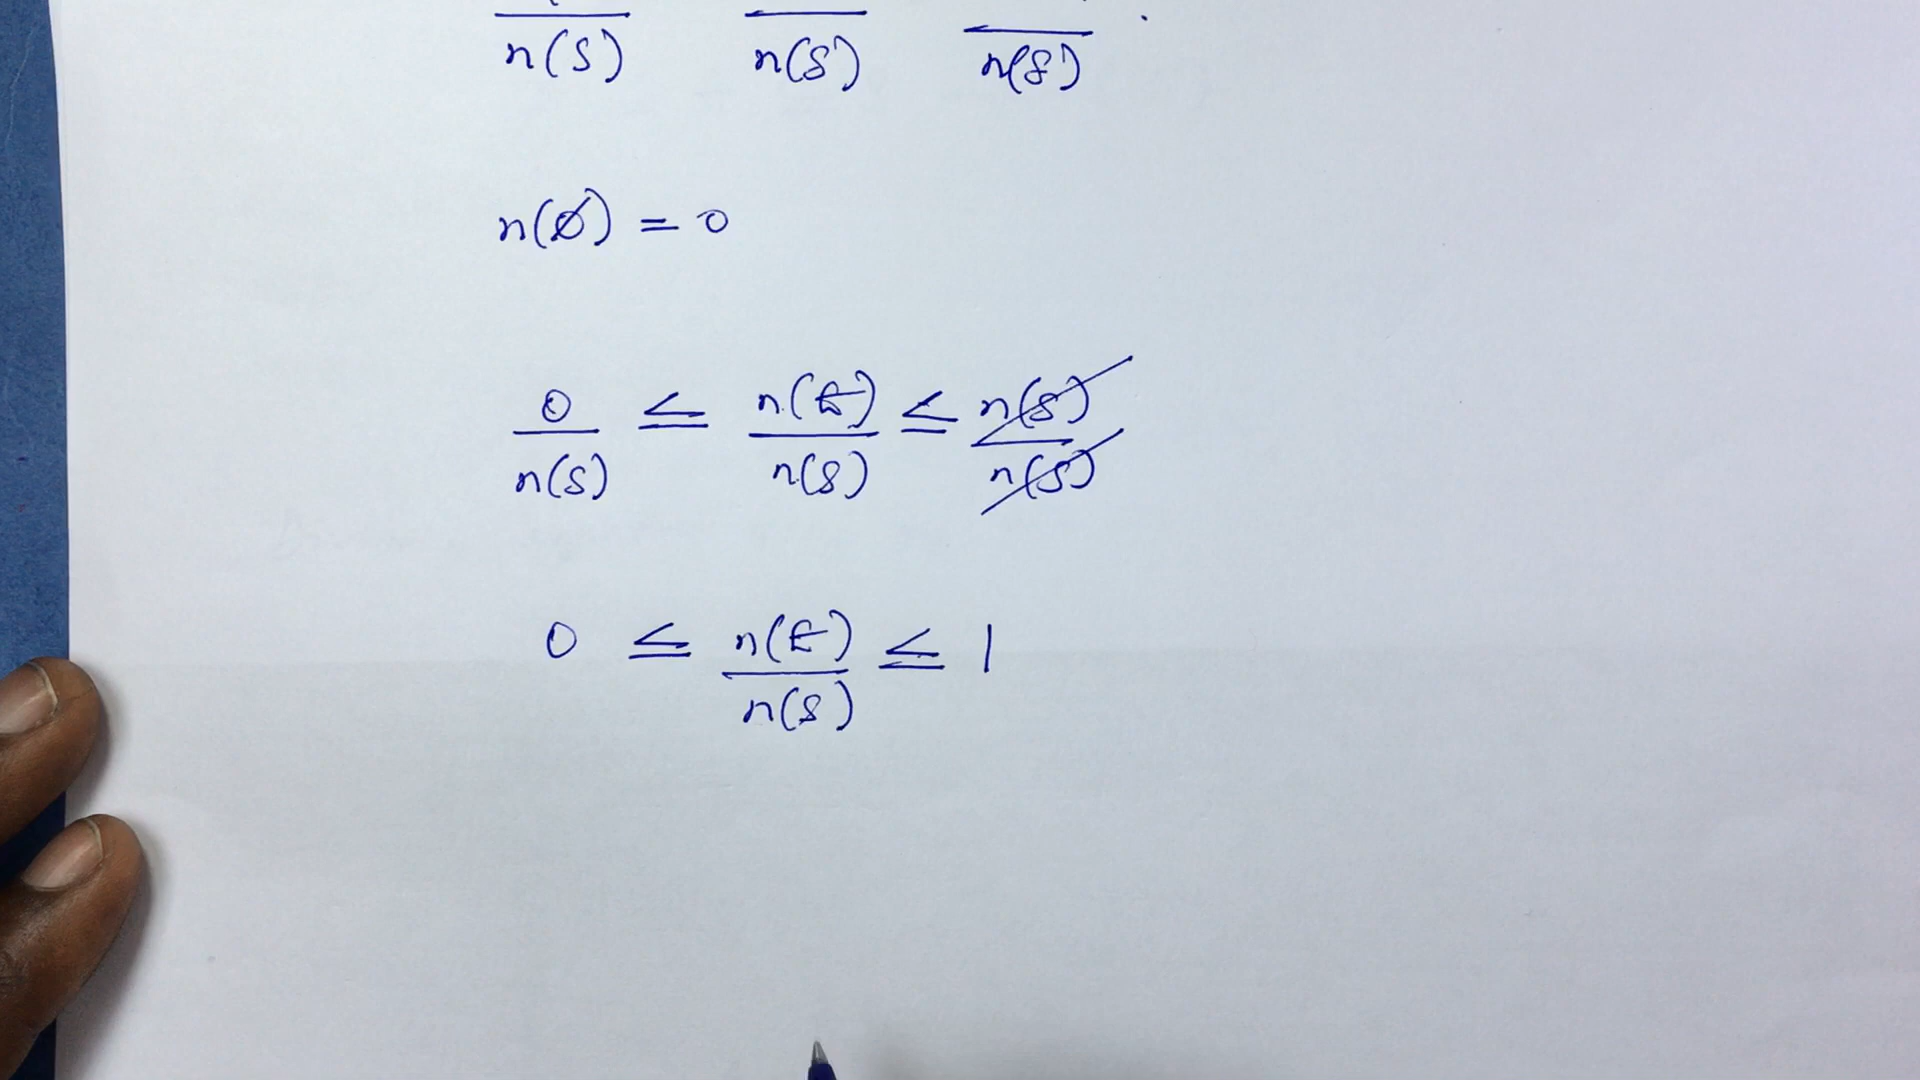 n(S) n(S) n(S)
n(∅) = 0
0/n(S) ≤ n(E)/n(S) ≤ n(S)/n(S)
0 ≤ n(E)/n(S) ≤ 1